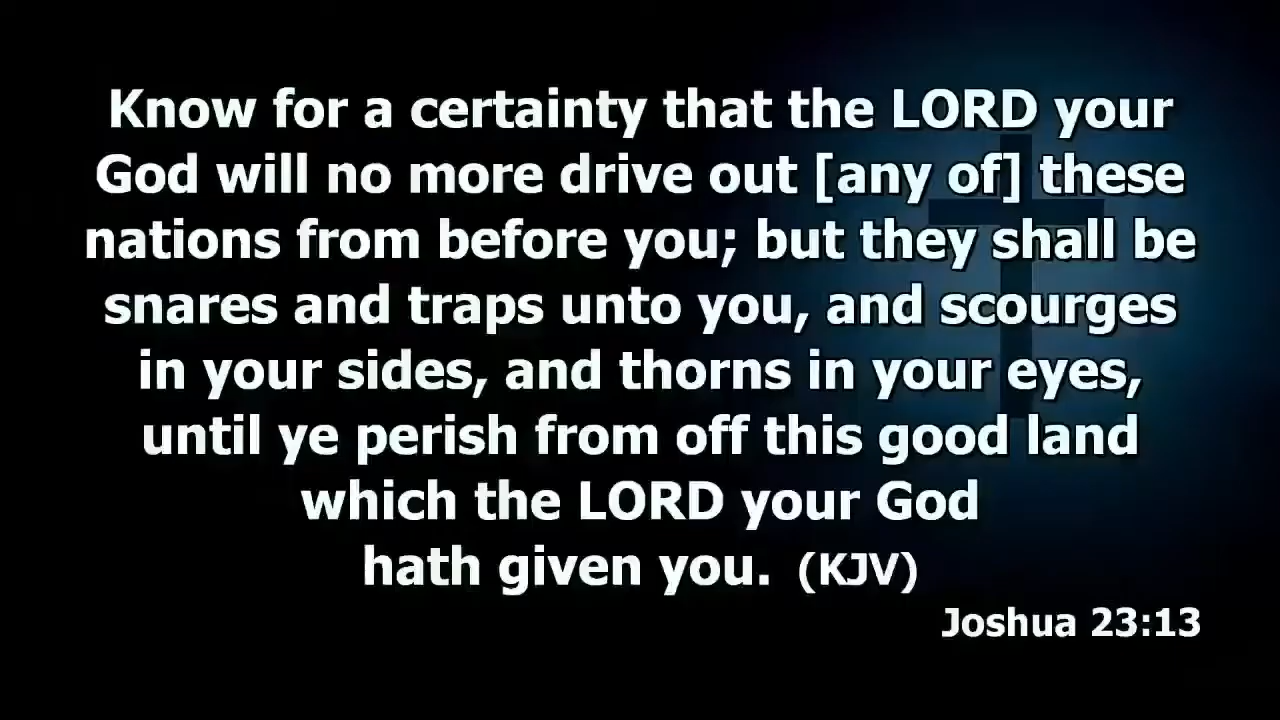 Know for a certainty that the LORD your
God will no more drive out [any of] these
nations from before you; but they shall be
snares and traps unto you, and scourges
in your sides, and thorns in your eyes,
until ye perish from off this good land
which the LORD your God
hath given you. (KJV)
Joshua 23:13